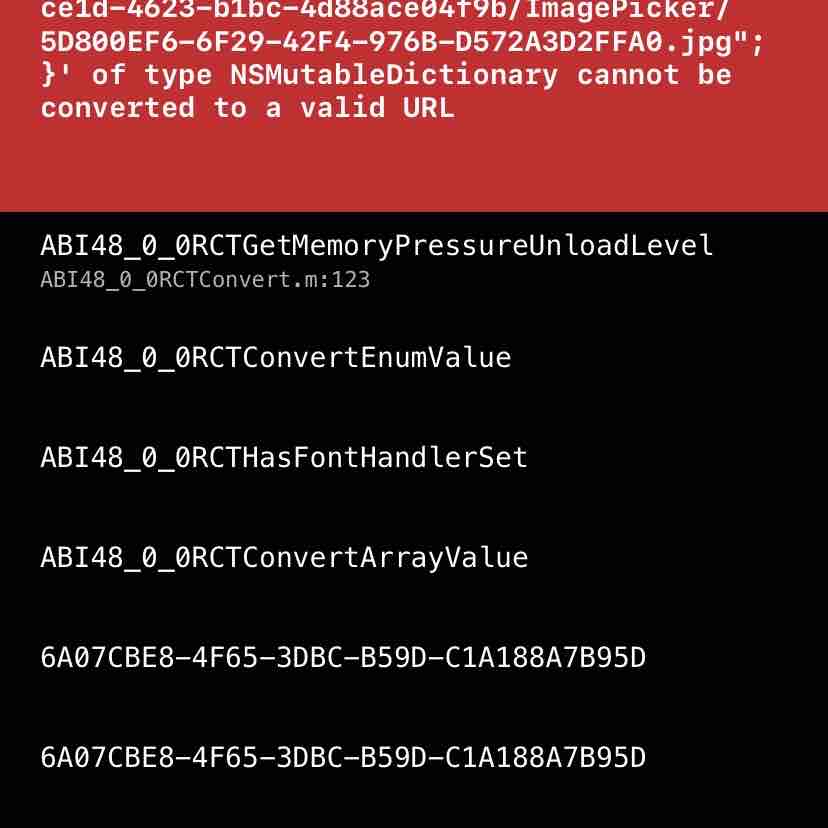 ce1d-4623-b1bc-4d88ace04f9b/ImagePicker/
5D800EF6-6F29-42F4-976B-D572A3D2FFA0.jpg";
}' of type NSMutableDictionary cannot be
converted to a valid URL
ABI48_0_0RCTGetMemoryPressureUnloadLevel
ABI48_0_0RCTConvert.m:123
ABI48_0_0RCTConvertEnumValue
ABI48_0_0RCTHasFontHandlerSet
ABI48_0_0RCTConvertArrayValue
6A07CBE8-4F65-3DBC-B59D-C1A188A7B95D
6A07CBE8-4F65-3DBC-B59D-C1A188A7B95D